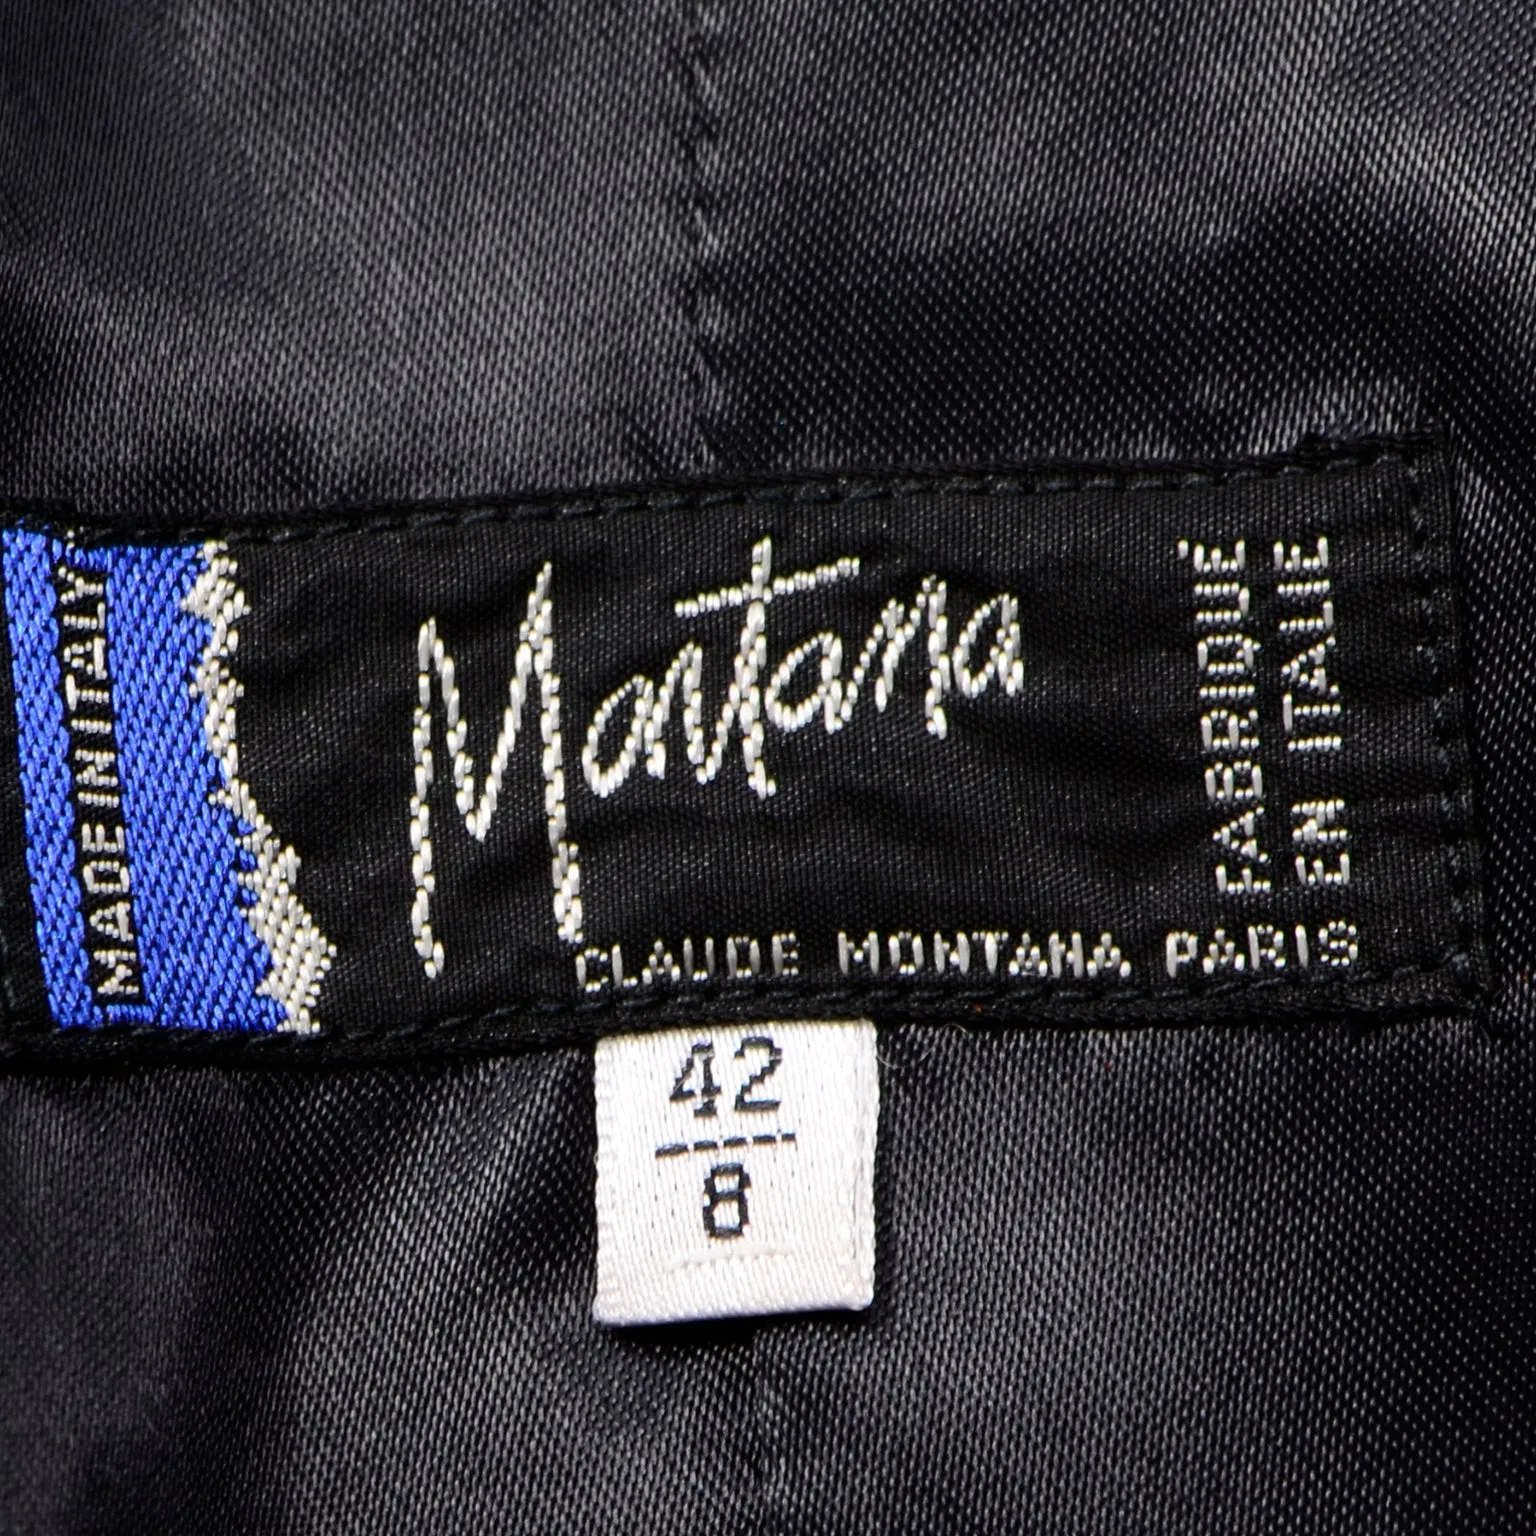 MADE IN ITALY
Montana
FABRIQUÉ
EN ITALIE
CLAUDE MONTANA PARIS
42
8